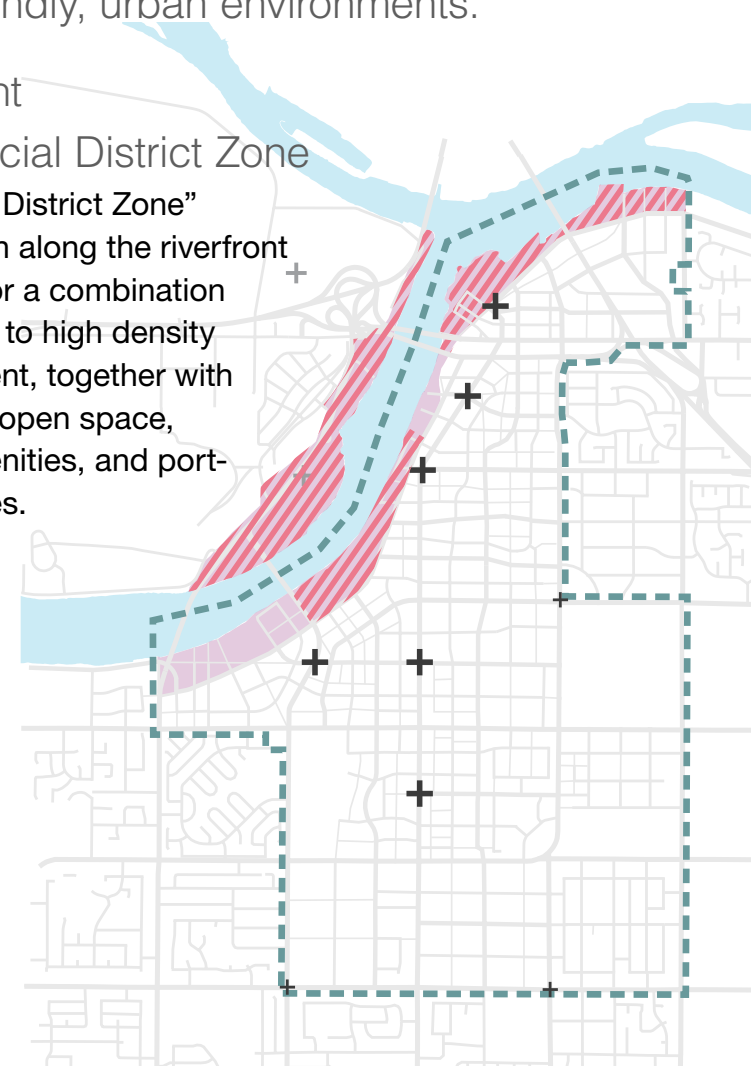 ndly, urban environments.
nt
cial District Zone
District Zone”
n along the riverfront
or a combination
to high density
ent, together with
open space,
enities, and port-
es.